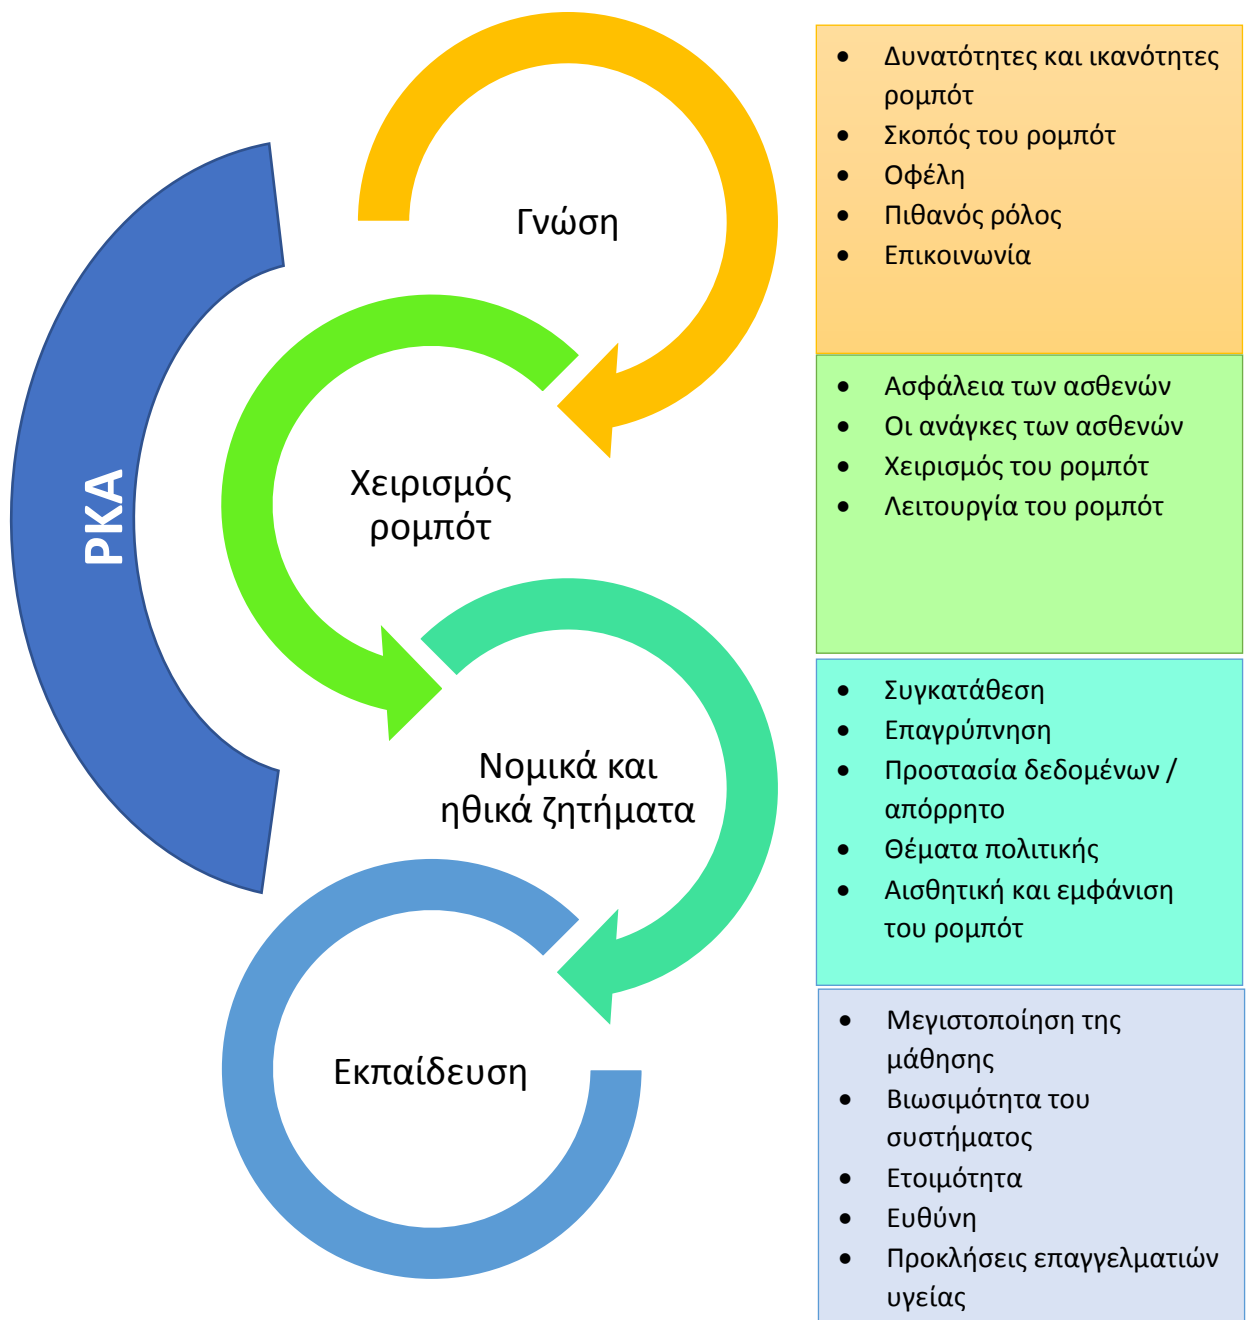 ΡΚΑ
Γνώση
• Δυνατότητες και ικανότητες
ρομπότ
• Σκοπός του ρομπότ
• Οφέλη
• Πιθανός ρόλος
• Επικοινωνία
Χειρισμός
ρομπότ
• Ασφάλεια των ασθενών
• Οι ανάγκες των ασθενών
• Χειρισμός του ρομπότ
• Λειτουργία του ρομπότ
Νομικά και
ηθικά ζητήματα
• Συγκατάθεση
• Επαγρύπνηση
• Προστασία δεδομένων /
απόρρητο
• Θέματα πολιτικής
• Αισθητική και εμφάνιση
του ρομπότ
Εκπαίδευση
• Μεγιστοποίηση της
μάθησης
• Βιωσιμότητα του
συστήματος
• Ετοιμότητα
• Ευθύνη
• Προκλήσεις επαγγελματιών
υγείας